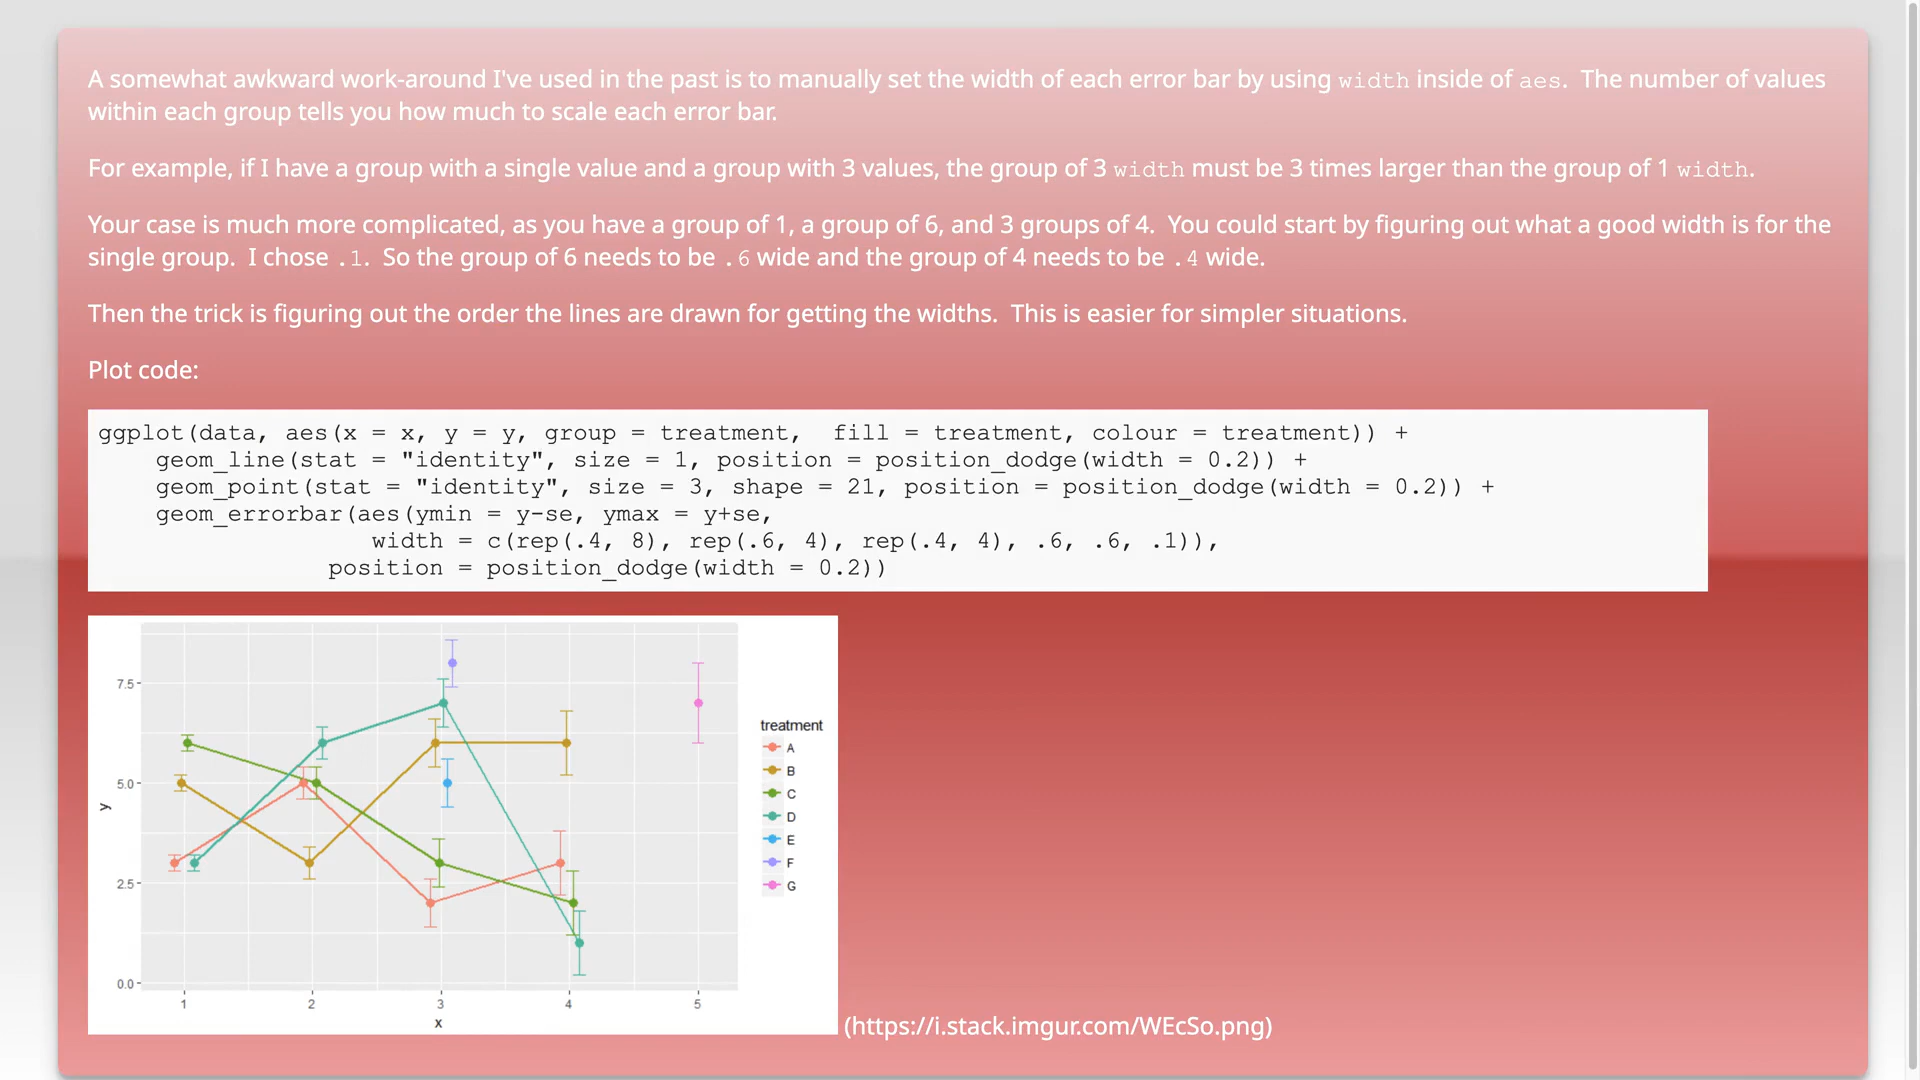 A somewhat awkward work-around I've used in the past is to manually set the width of each error bar by using width inside of aes.  The number of values
within each group tells you how much to scale each error bar.
For example, if I have a group with a single value and a group with 3 values, the group of 3 width must be 3 times larger than the group of 1 width.
Your case is much more complicated, as you have a group of 1, a group of 6, and 3 groups of 4.  You could start by figuring out what a good width is for the
single group.  I chose .1.  So the group of 6 needs to be .6 wide and the group of 4 needs to be .4 wide.
Then the trick is figuring out the order the lines are drawn for getting the widths.  This is easier for simpler situations.
Plot code:
ggplot(data, aes(x = x, y = y, group = treatment,  fill = treatment, colour = treatment)) +
    geom_line(stat = "identity", size = 1, position = position_dodge(width = 0.2)) +
    geom_point(stat = "identity", size = 3, shape = 21, position = position_dodge(width = 0.2)) +
    geom_errorbar(aes(ymin = y-se, ymax = y+se,
                   width = c(rep(.4, 8), rep(.6, 4), rep(.4, 4), .6, .6, .1)),
                position = position_dodge(width = 0.2))
7.5
5.0
2.5
0.0
y
1 2 3 4 5
x
treatment
A
B
C
D
E
F
G
(https://i.stack.imgur.com/WEcSo.png)